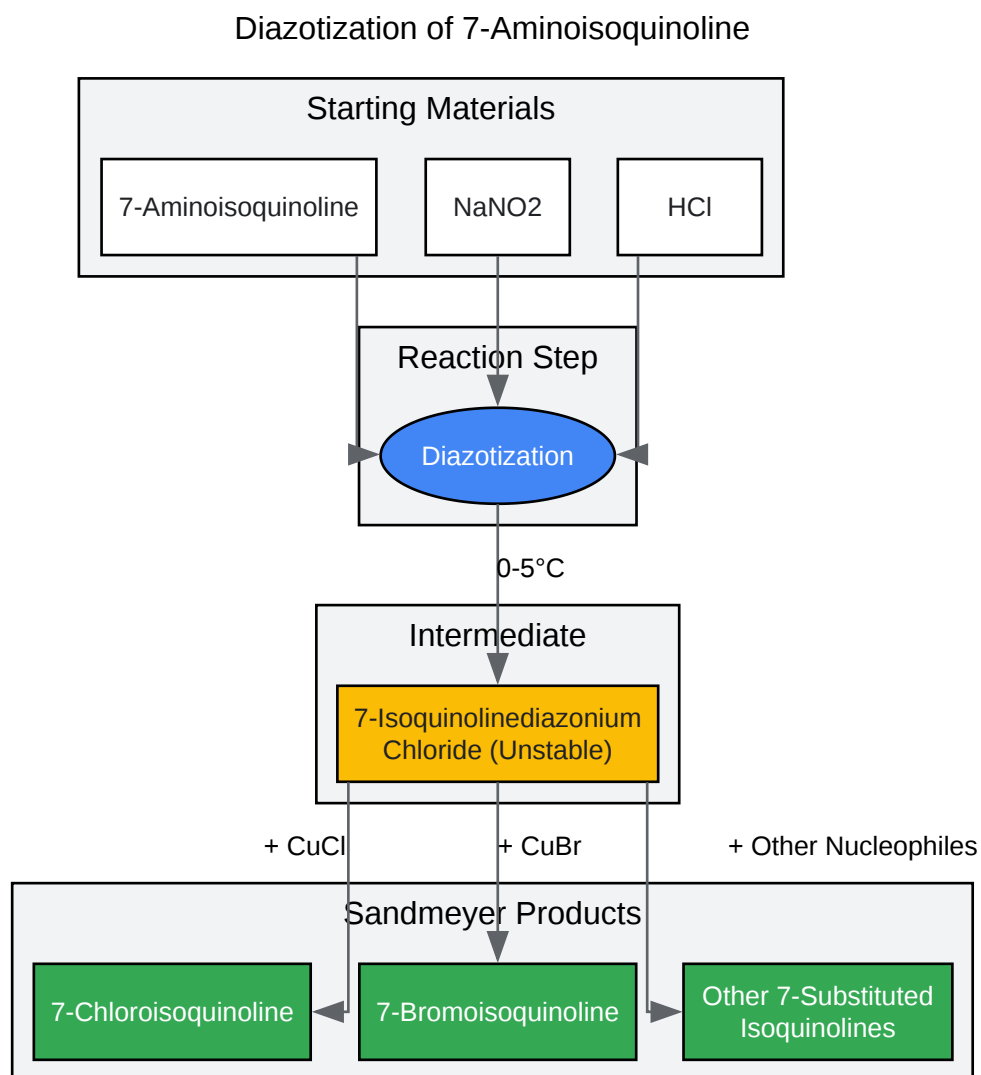 Diazotization of 7-Aminoisoquinoline
Starting Materials
7-Aminoisoquinoline
NaNO2
HCl
Reaction Step
Diazotization
0-5°C
Intermediate
7-Isoquinolinediazonium
Chloride (Unstable)
+ CuCl
+ CuBr
+ Other Nucleophiles
Sandmeyer Products
7-Chloroisoquinoline
7-Bromoisoquinoline
Other 7-Substituted
Isoquinolines